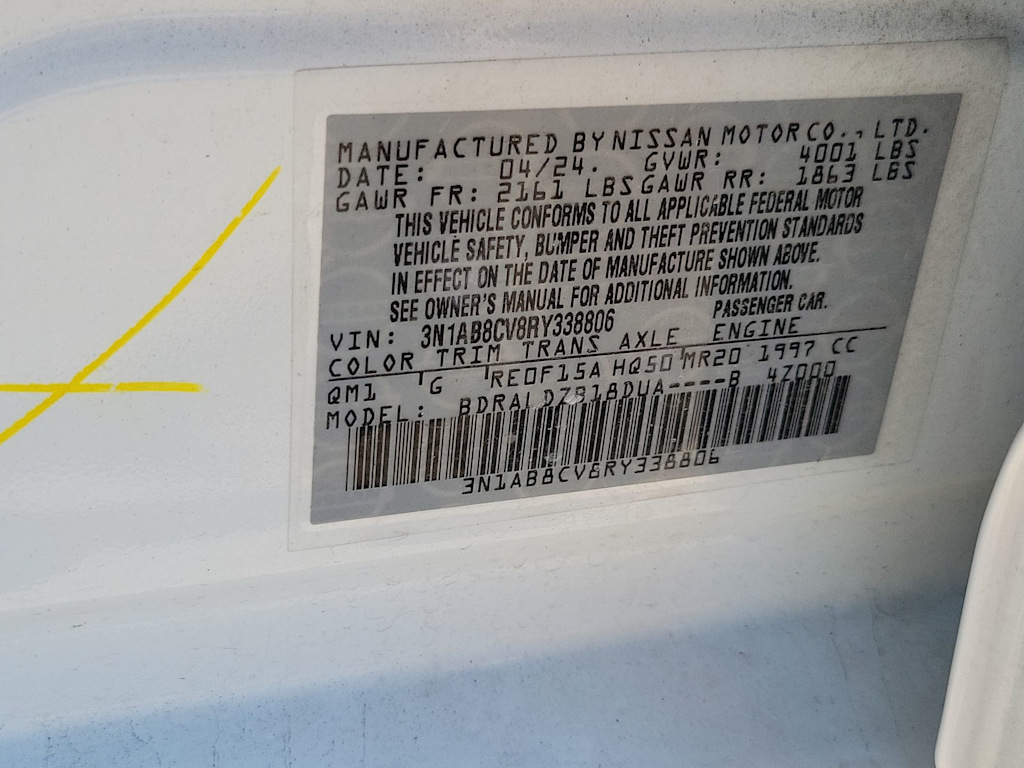 MANUFACTURED BY NISSAN MOTOR CO., LTD.
DATE: 04/24. GVWR: 4001 LBS
GAWR FR: 2161 LBS GAWR RR: 1863 LBS
THIS VEHICLE CONFORMS TO ALL APPLICABLE FEDERAL MOTOR
VEHICLE SAFETY, BUMPER AND THEFT PREVENTION STANDARDS
IN EFFECT ON THE DATE OF MANUFACTURE SHOWN ABOVE.
SEE OWNER'S MANUAL FOR ADDITIONAL INFORMATION.
VIN: 3N1AB8CV8RY338806 PASSENGER CAR.
COLOR TRIM TRANS AXLE ENGINE
QM1 G RE0F15A HQ50 MR20 1997 CC
MODEL: BDRALDZB18DUA----B 4Z000
3N1AB8CV8RY338806